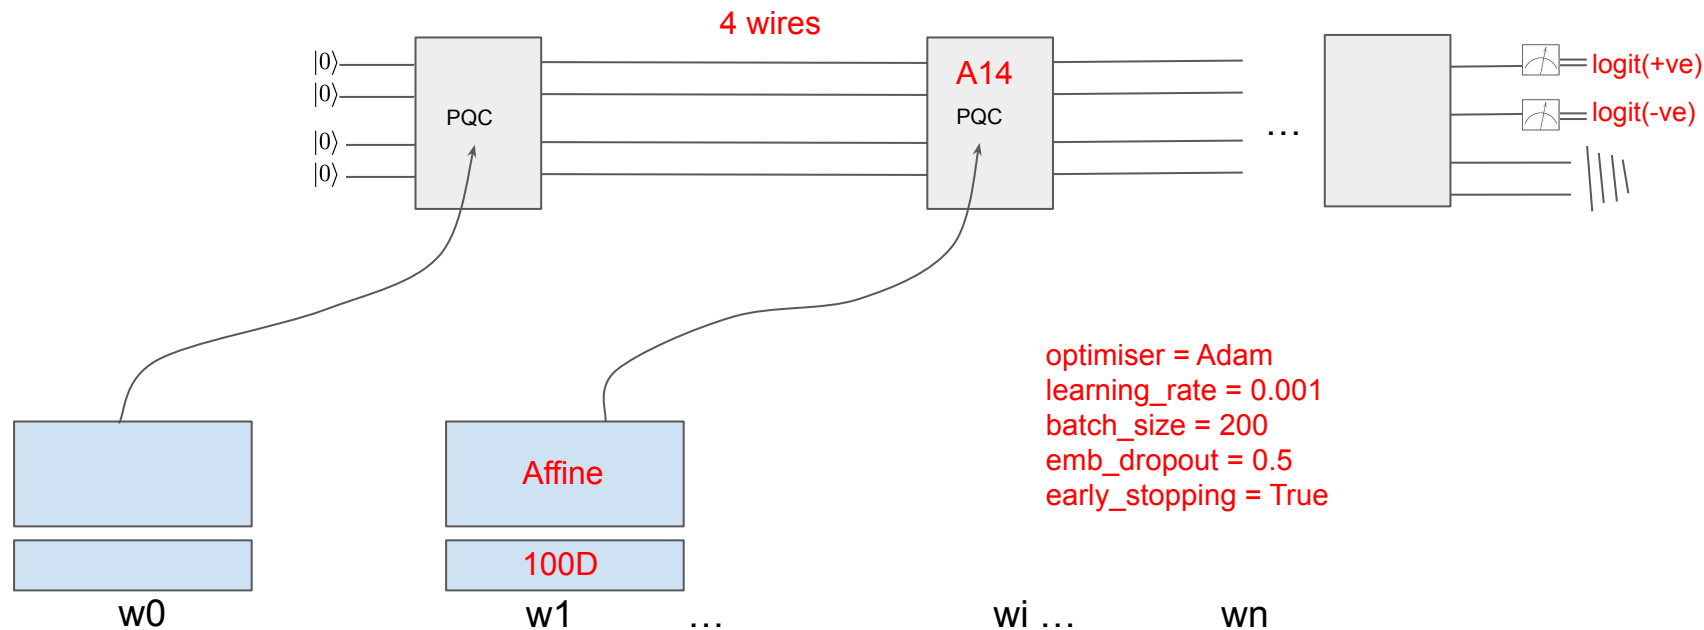 4 wires
|0⟩
|0⟩
|0⟩
|0⟩
PQC
A14
PQC
...
logit(+ve)
logit(-ve)
optimiser = Adam
learning_rate = 0.001
batch_size = 200
emb_dropout = 0.5
early_stopping = True
Affine
100D
w0 w1 ... wi ... wn